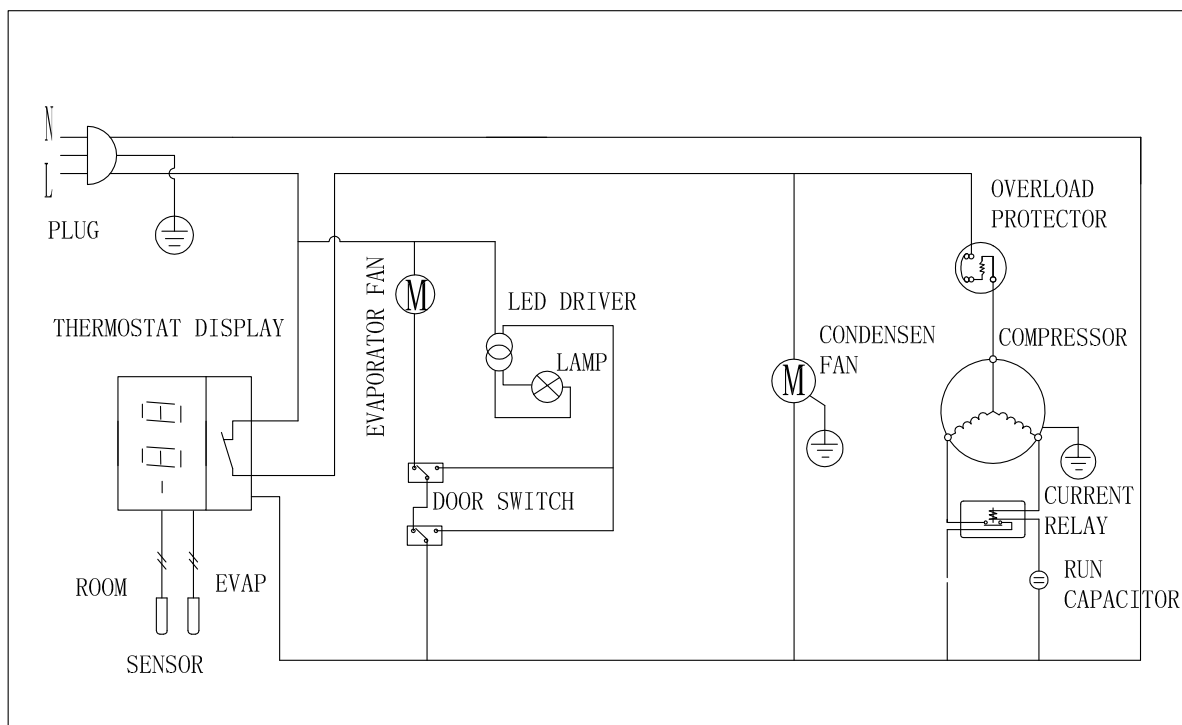 N
L
PLUG
OVERLOAD
PROTECTOR
EVAPORATOR FAN
M
LED DRIVER
THERMOSTAT DISPLAY
LAMP
CONDENSEN
FAN
M
COMPRESSOR
DOOR SWITCH
CURRENT
RELAY
ROOM
EVAP
RUN
CAPACITOR
SENSOR